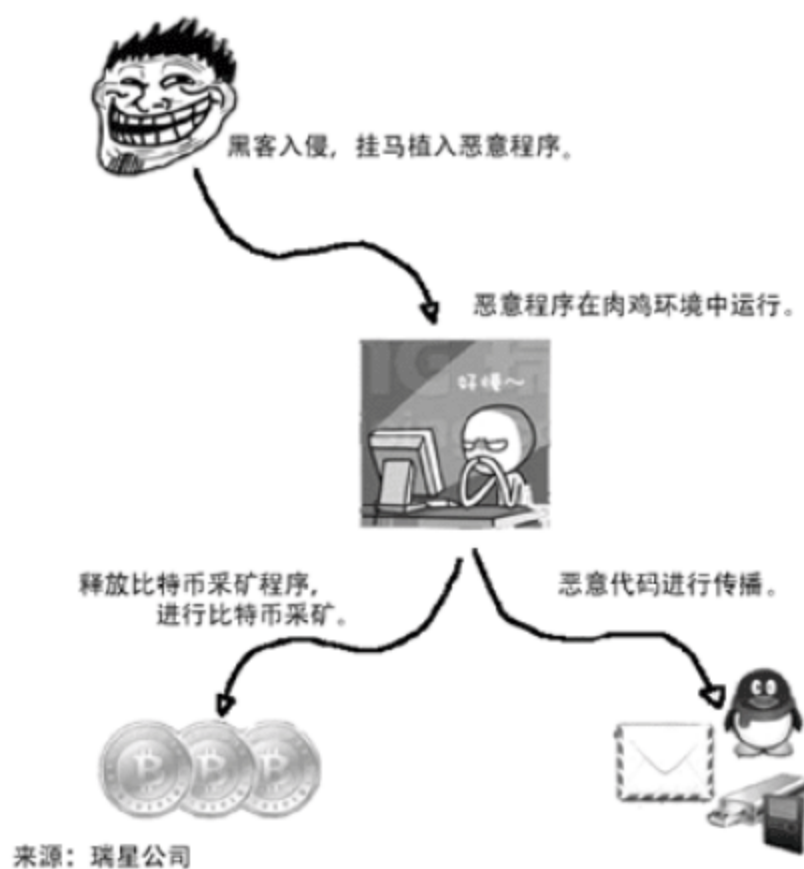 黑客入侵，挂马植入恶意程序。
恶意程序在肉鸡环境中运行。
好慢～
释放比特币采矿程序，
进行比特币采矿。
恶意代码进行传播。
来源：瑞星公司